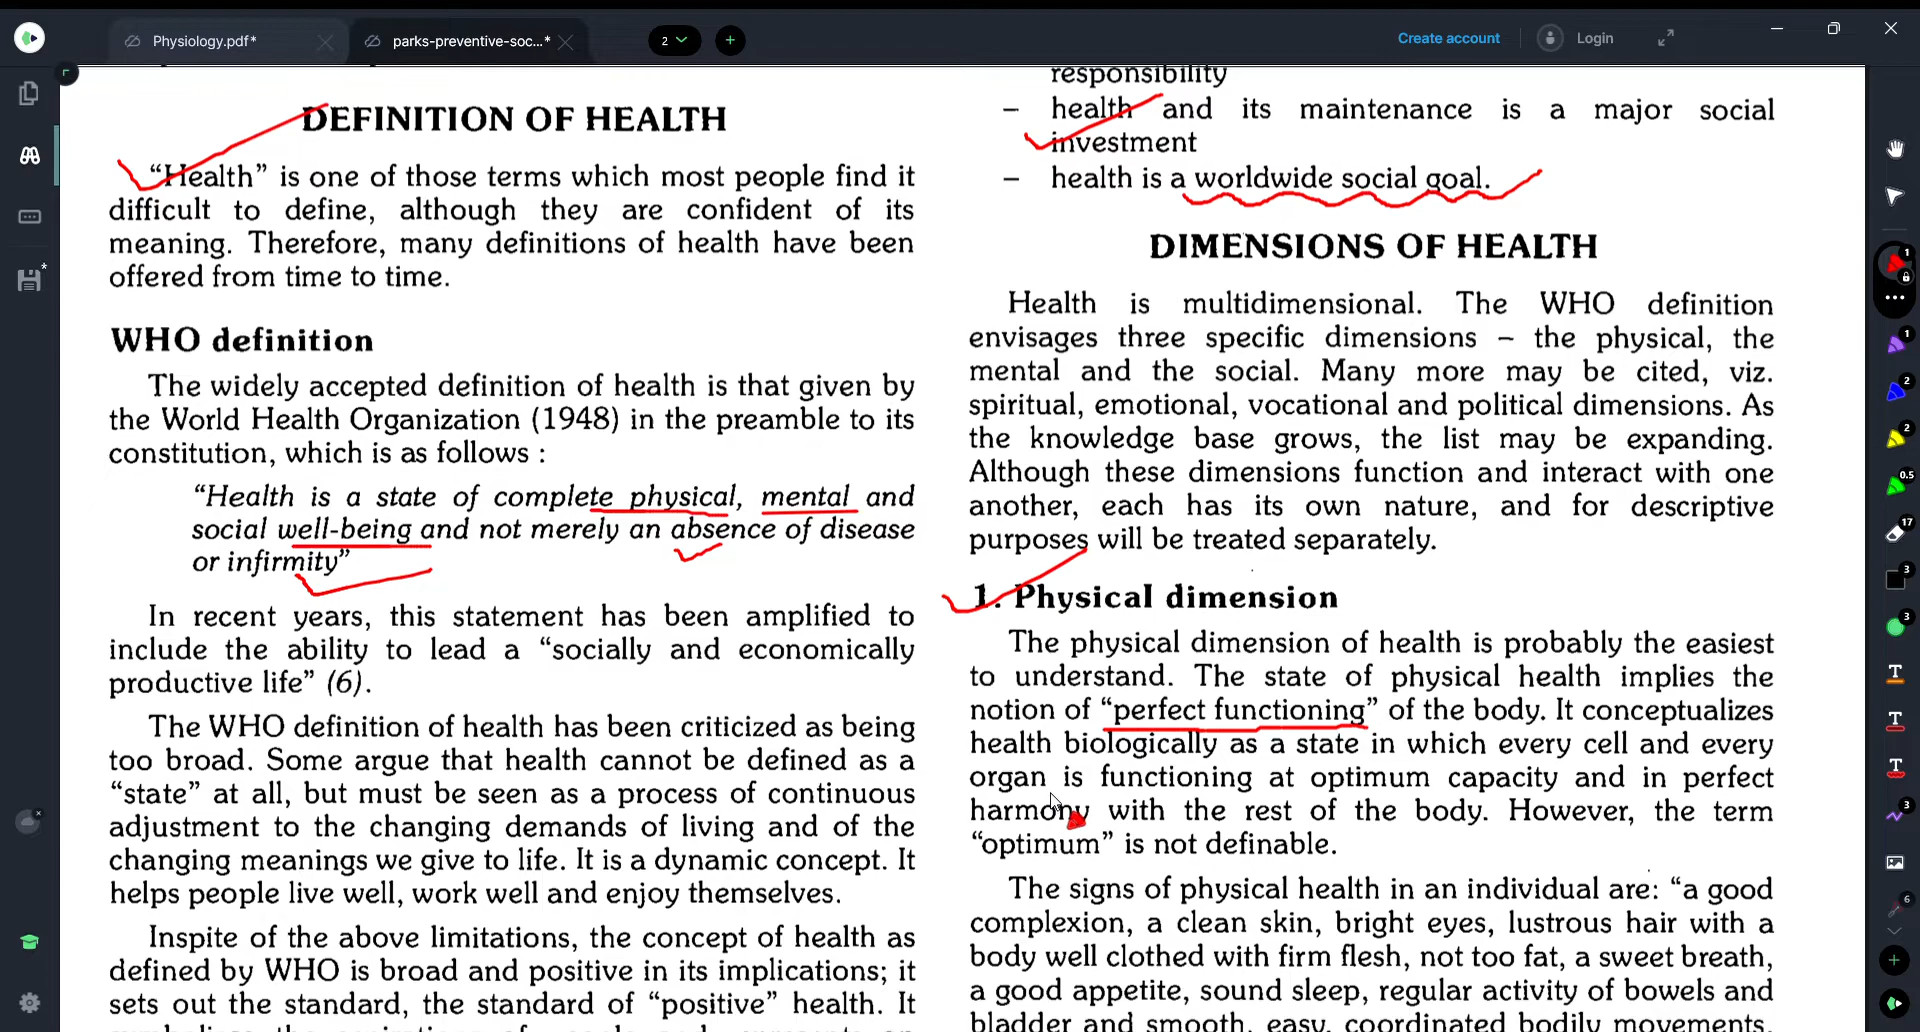 Physiology.pdf*
parks-preventive-soc...*
2
Create account
Login
DEFINITION OF HEALTH
“Health” is one of those terms which most people find it
difficult to define, although they are confident of its
meaning. Therefore, many definitions of health have been
offered from time to time.
WHO definition
The widely accepted definition of health is that given by
the World Health Organization (1948) in the preamble to its
constitution, which is as follows :
“Health is a state of complete physical, mental and
social well-being and not merely an absence of disease
or infirmity”
In recent years, this statement has been amplified to
include the ability to lead a “socially and economically
productive life” (6).
The WHO definition of health has been criticized as being
too broad. Some argue that health cannot be defined as a
“state” at all, but must be seen as a process of continuous
adjustment to the changing demands of living and of the
changing meanings we give to life. It is a dynamic concept. It
helps people live well, work well and enjoy themselves.
Inspite of the above limitations, the concept of health as
defined by WHO is broad and positive in its implications; it
sets out the standard, the standard of “positive” health. It
responsibility
– health and its maintenance is a major social
investment
– health is a worldwide social goal.
DIMENSIONS OF HEALTH
Health is multidimensional. The WHO definition
envisages three specific dimensions – the physical, the
mental and the social. Many more may be cited, viz.
spiritual, emotional, vocational and political dimensions. As
the knowledge base grows, the list may be expanding.
Although these dimensions function and interact with one
another, each has its own nature, and for descriptive
purposes will be treated separately.
1. Physical dimension
The physical dimension of health is probably the easiest
to understand. The state of physical health implies the
notion of “perfect functioning” of the body. It conceptualizes
health biologically as a state in which every cell and every
organ is functioning at optimum capacity and in perfect
harmony with the rest of the body. However, the term
“optimum” is not definable.
The signs of physical health in an individual are: “a good
complexion, a clean skin, bright eyes, lustrous hair with a
body well clothed with firm flesh, not too fat, a sweet breath,
a good appetite, sound sleep, regular activity of bowels and
bladder and smooth, easy, coordinated bodily movements.
1
1
2
2
0.5
17
3
3
T
T
T
3
6